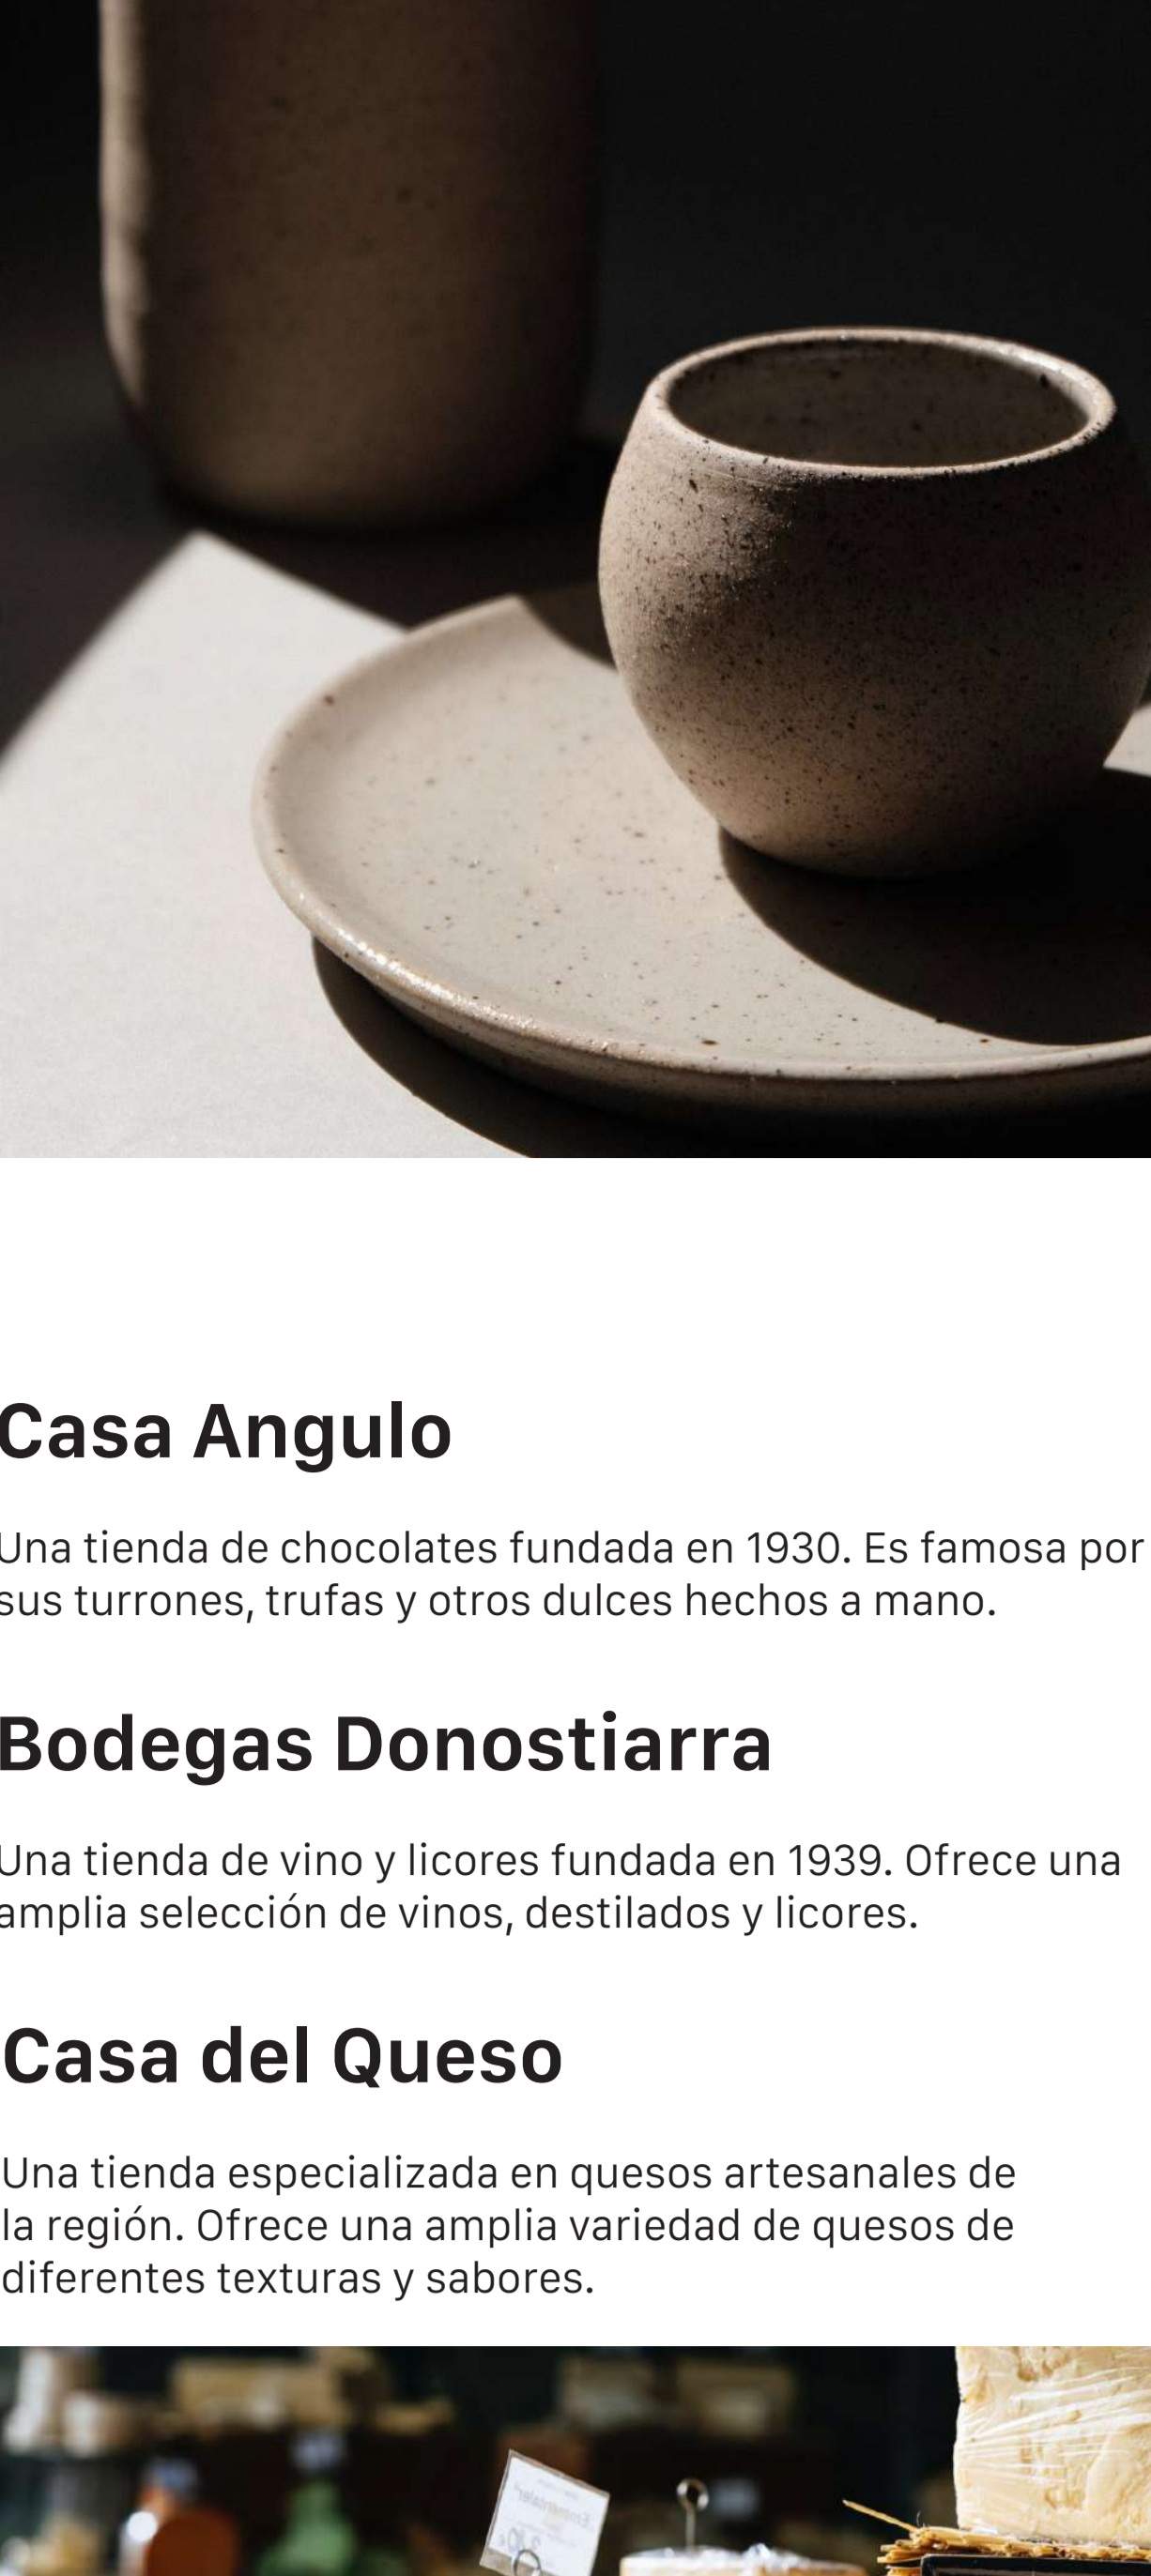 Casa Angulo
Una tienda de chocolates fundada en 1930. Es famosa por
sus turrones, trufas y otros dulces hechos a mano.
Bodegas Donostiarra
Una tienda de vino y licores fundada en 1939. Ofrece una
amplia selección de vinos, destilados y licores.
Casa del Queso
Una tienda especializada en quesos artesanales de
la región. Ofrece una amplia variedad de quesos de
diferentes texturas y sabores.